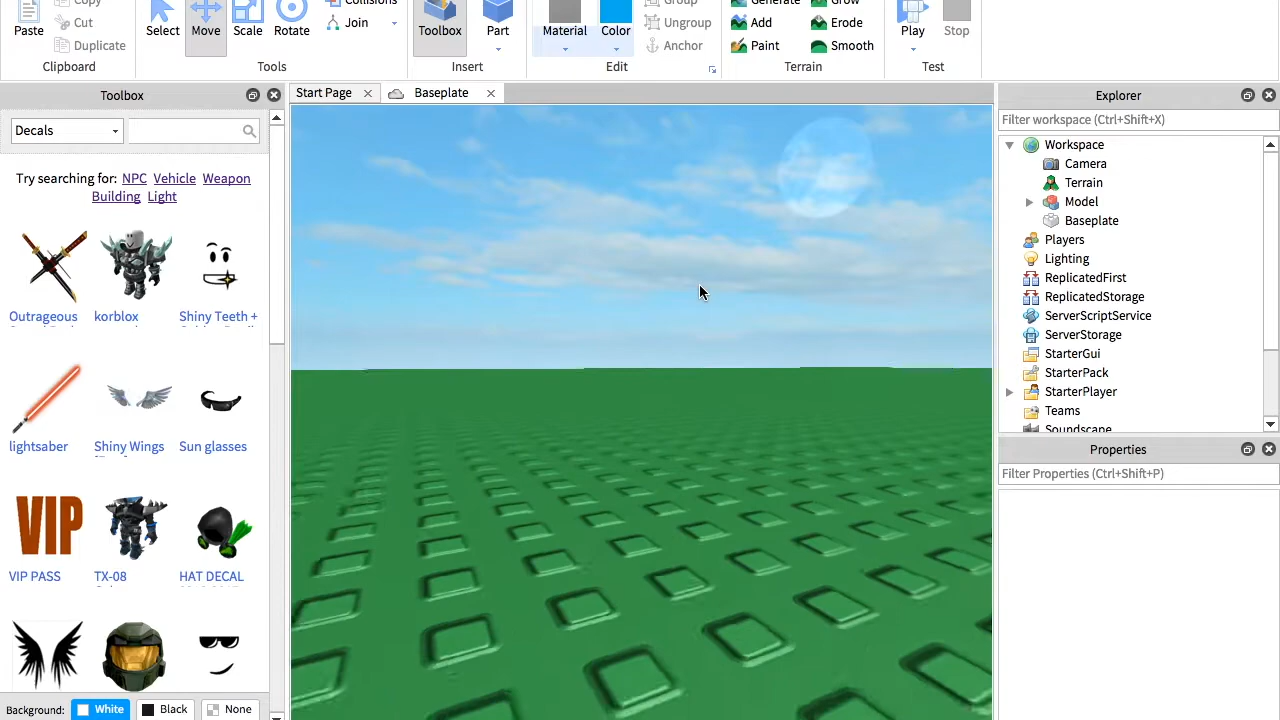 Copy
Collisions
Group
Generate
Grow
Cut
Join
Ungroup
Add
Erode
Paste
Duplicate
Select
Move
Scale
Rotate
Toolbox
Part
Material
Color
Anchor
Paint
Smooth
Play
Stop
Clipboard
Tools
Insert
Edit
Terrain
Test
Toolbox
Start Page
Baseplate
Explorer
Decals
Filter workspace (Ctrl+Shift+X)
Try searching for: NPC Vehicle Weapon
Building Light
Workspace
Camera
Terrain
Model
Baseplate
Players
Lighting
ReplicatedFirst
ReplicatedStorage
ServerScriptService
ServerStorage
StarterGui
StarterPack
StarterPlayer
Teams
Soundscape
Outrageous
korblox
Shiny Teeth +
lightsaber
Shiny Wings
Sun glasses
Properties
Filter Properties (Ctrl+Shift+P)
VIP
VIP PASS
TX-08
HAT DECAL
Background:
White
Black
None